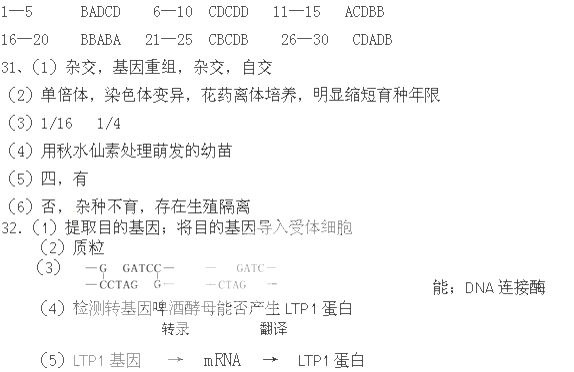 1—5 BADCD 6—10 CDCDD 11—15 ACDBB
16—20 BBABA 21—25 CBCDB 26—30 CDADB
31、（1）杂交，基因重组，杂交，自交
（2）单倍体，染色体变异，花药离体培养，明显缩短育种年限
（3）1/16 1/4
（4）用秋水仙素处理萌发的幼苗
（5）四，有
（6）否，杂种不育，存在生殖隔离
32.（1）提取目的基因；将目的基因导入受体细胞
（2）质粒
（3） —G GATCC— — GATC—
—CCTAG G— —CTAG —
能；DNA 连接酶
（4）检测转基因啤酒酵母能否产生 LTP1 蛋白
转录 翻译
（5）LTP1 基因 → mRNA → LTP1 蛋白